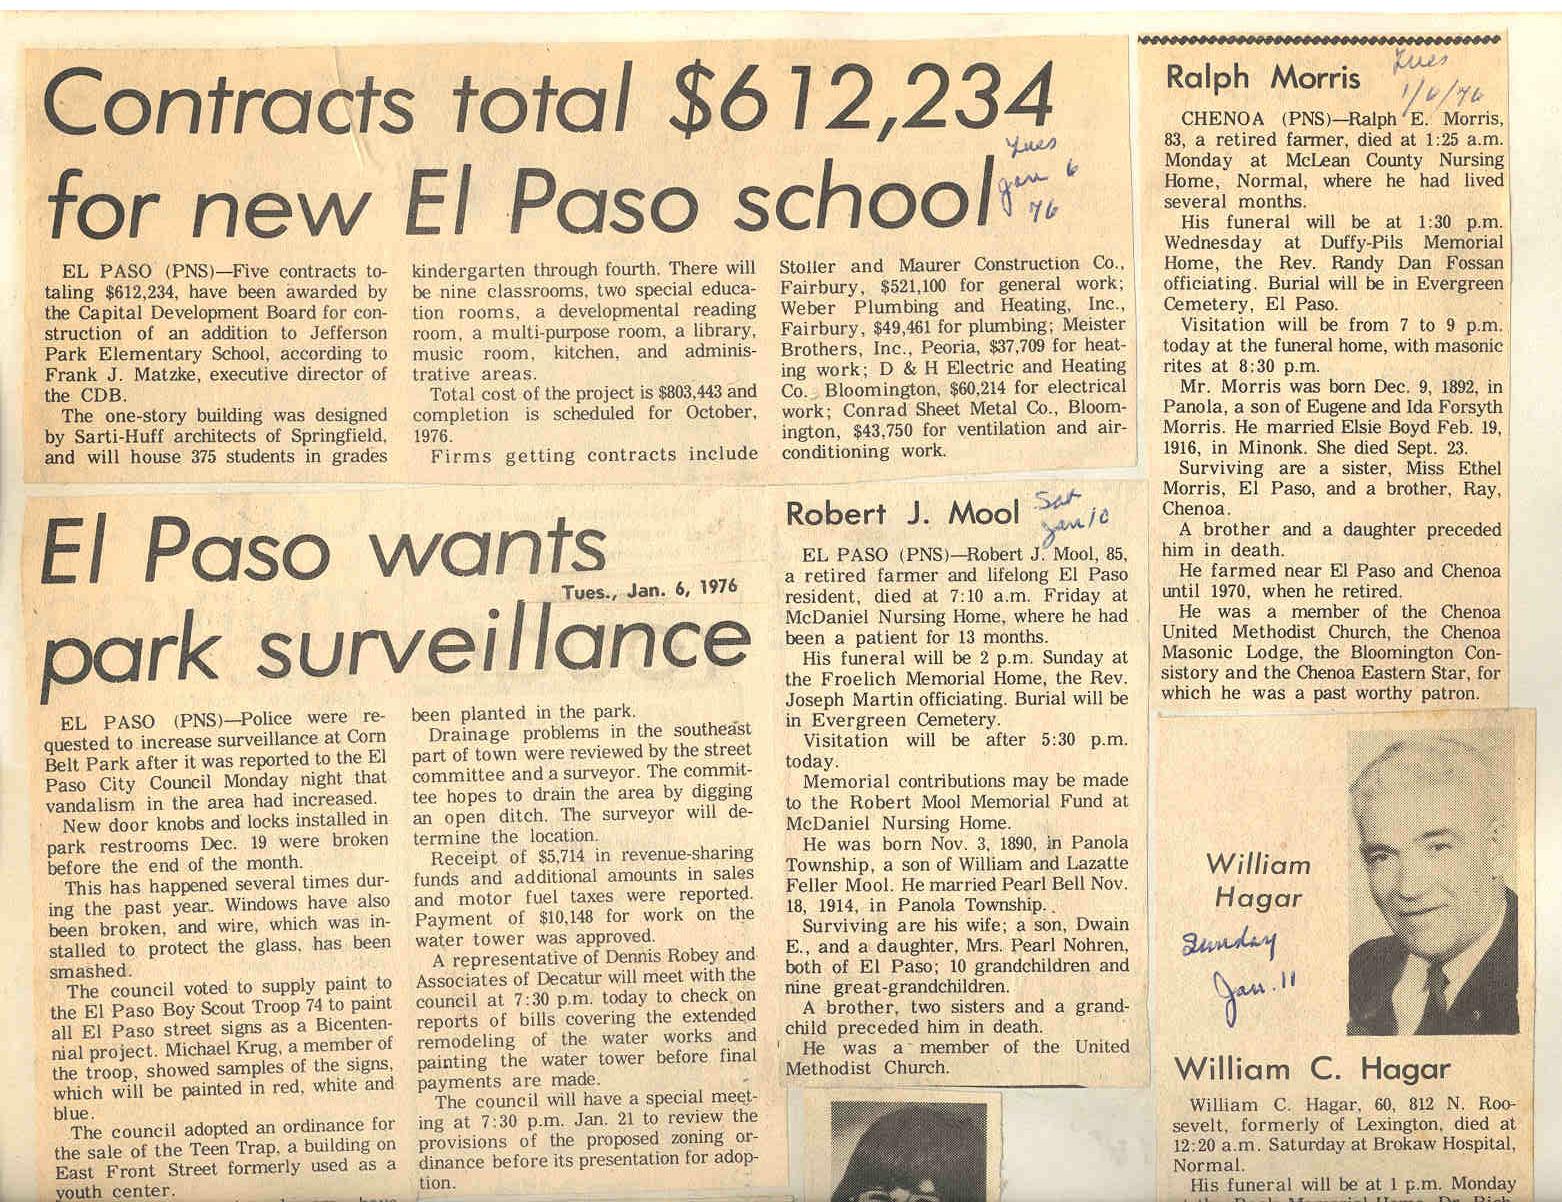 Contracts total $612,234
for new El Paso school
Tues
Jan 6
76
EL PASO (PNS)—Five contracts to-
taling $612,234, have been awarded by
the Capital Development Board for con-
struction of an addition to Jefferson
Park Elementary School, according to
Frank J. Matzke, executive director of
the CDB.
The one-story building was designed
by Sarti-Huff architects of Springfield,
and will house 375 students in grades
kindergarten through fourth. There will
be nine classrooms, two special educa-
tion rooms, a developmental reading
room, a multi-purpose room, a library,
music room, kitchen, and adminis-
trative areas.
Total cost of the project is $803,443 and
completion is scheduled for October,
1976.
Firms getting contracts include
Stoller and Maurer Construction Co.,
Fairbury, $521,100 for general work;
Weber Plumbing and Heating, Inc.,
Fairbury, $49,461 for plumbing; Meister
Brothers, Inc., Peoria, $37,709 for heat-
ing work; D & H Electric and Heating
Co., Bloomington, $60,214 for electrical
work; Conrad Sheet Metal Co., Bloom-
ington, $43,750 for ventilation and air-
conditioning work.
El Paso wants
Tues., Jan. 6, 1976
park surveillance
EL PASO (PNS)—Police were re-
quested to increase surveillance at Corn
Belt Park after it was reported to the El
Paso City Council Monday night that
vandalism in the area had increased.
New door knobs and locks installed in
park restrooms Dec. 19 were broken
before the end of the month.
This has happened several times dur-
ing the past year. Windows have also
been broken, and wire, which was in-
stalled to protect the glass, has been
smashed.
The council voted to supply paint to
the El Paso Boy Scout Troop 74 to paint
all El Paso street signs as a Bicenten-
nial project. Michael Krug, a member of
the troop, showed samples of the signs,
which will be painted in red, white and
blue.
The council adopted an ordinance for
the sale of the Teen Trap, a building on
East Front Street formerly used as a
youth center.
been planted in the park.
Drainage problems in the southeast
part of town were reviewed by the street
committee and a surveyor. The commit-
tee hopes to drain the area by digging
an open ditch. The surveyor will de-
termine the location.
Receipt of $5,714 in revenue-sharing
funds and additional amounts in sales
and motor fuel taxes were reported.
Payment of $10,148 for work on the
water tower was approved.
A representative of Dennis Robey and
Associates of Decatur will meet with the
council at 7:30 p.m. today to check on
reports of bills covering the extended
remodeling of the water works and
painting the water tower before final
payments are made.
The council will have a special meet-
ing at 7:30 p.m. Jan. 21 to review the
provisions of the proposed zoning or-
dinance before its presentation for adop-
tion.
Robert J. Mool
Sat
Jan 10
EL PASO (PNS)—Robert J. Mool, 85,
a retired farmer and lifelong El Paso
resident, died at 7:10 a.m. Friday at
McDaniel Nursing Home, where he had
been a patient for 13 months.
His funeral will be 2 p.m. Sunday at
the Froelich Memorial Home, the Rev.
Joseph Martin officiating. Burial will be
in Evergreen Cemetery.
Visitation will be after 5:30 p.m.
today.
Memorial contributions may be made
to the Robert Mool Memorial Fund at
McDaniel Nursing Home.
He was born Nov. 3, 1890, in Panola
Township, a son of William and Lazatte
Feller Mool. He married Pearl Bell Nov.
18, 1914, in Panola Township.
Surviving are his wife; a son, Dwain
E., and a daughter, Mrs. Pearl Nohren,
both of El Paso; 10 grandchildren and
nine great-grandchildren.
A brother, two sisters and a grand-
child preceded him in death.
He was a member of the United
Methodist Church.
Ralph Morris
Tues
1/6/76
CHENOA (PNS)—Ralph E. Morris,
83, a retired farmer, died at 1:25 a.m.
Monday at McLean County Nursing
Home, Normal, where he had lived
several months.
His funeral will be at 1:30 p.m.
Wednesday at Duffy-Pils Memorial
Home, the Rev. Randy Dan Fossan
officiating. Burial will be in Evergreen
Cemetery, El Paso.
Visitation will be from 7 to 9 p.m.
today at the funeral home, with masonic
rites at 8:30 p.m.
Mr. Morris was born Dec. 9, 1892, in
Panola, a son of Eugene and Ida Forsyth
Morris. He married Elsie Boyd Feb. 19,
1916, in Minonk. She died Sept. 23.
Surviving are a sister, Miss Ethel
Morris, El Paso, and a brother, Ray,
Chenoa.
A brother and a daughter preceded
him in death.
He farmed near El Paso and Chenoa
until 1970, when he retired.
He was a member of the Chenoa
United Methodist Church, the Chenoa
Masonic Lodge, the Bloomington Con-
sistory and the Chenoa Eastern Star, for
which he was a past worthy patron.
William
Hagar
Sunday
Jan. 11
William C. Hagar
William C. Hagar, 60, 812 N. Roo-
sevelt, formerly of Lexington, died at
12:20 a.m. Saturday at Brokaw Hospital,
Normal.
His funeral will be at 1 p.m. Monday